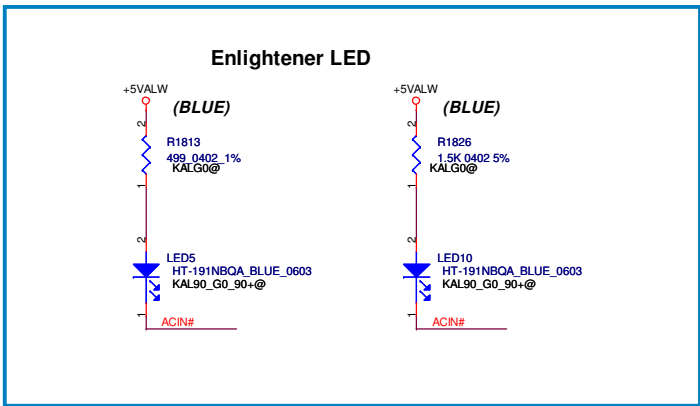 Enlightener LED
+5VALW
(BLUE)
2
R1813
499_0402_1%
KALG0@
1
2
LED5
HT-191NBQA_BLUE_0603
KAL90_G0_90+@
1
ACIN#
+5VALW
(BLUE)
2
R1826
1.5K 0402 5%
KALG0@
1
2
LED10
HT-191NBQA_BLUE_0603
KAL90_G0_90+@
1
ACIN#